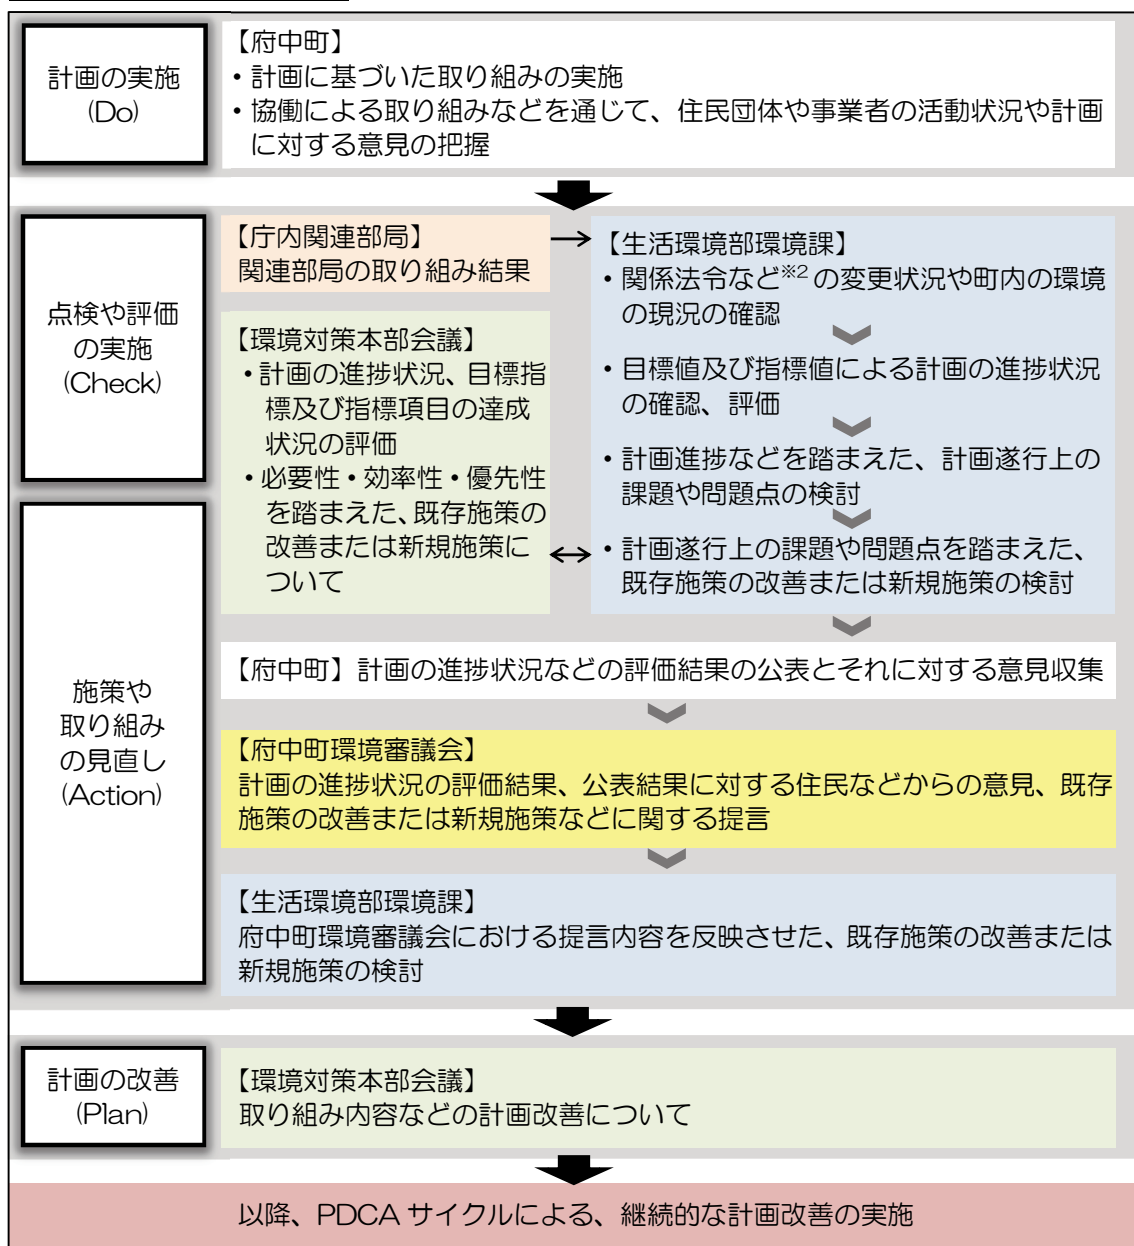 計画の実施
(Do)
【府中町】
・計画に基づいた取り組みの実施
・協働による取り組みなどを通じて、住民団体や事業者の活動状況や計画
に対する意見の把握
点検や評価
の実施
(Check)
【庁内関連部局】
関連部局の取り組み結果
【環境対策本部会議】
・計画の進捗状況、目標指
標及び指標項目の達成
状況の評価
・必要性・効率性・優先性
を踏まえた、既存施策の
改善または新規施策に
ついて
【生活環境部環境課】
・関係法令など※2 の変更状況や町内の環境
の現況の確認
・目標値及び指標値による計画の進捗状況
の確認、評価
・計画進捗などを踏まえた、計画遂行上の
課題や問題点の検討
・計画遂行上の課題や問題点を踏まえた、
既存施策の改善または新規施策の検討
施策や
取り組み
の見直し
(Action)
【府中町】計画の進捗状況などの評価結果の公表とそれに対する意見収集
【府中町環境審議会】
計画の進捗状況の評価結果、公表結果に対する住民などからの意見、既存
施策の改善または新規施策などに関する提言
【生活環境部環境課】
府中町環境審議会における提言内容を反映させた、既存施策の改善または
新規施策の検討
計画の改善
(Plan)
【環境対策本部会議】
取り組み内容などの計画改善について
以降、PDCA サイクルによる、継続的な計画改善の実施